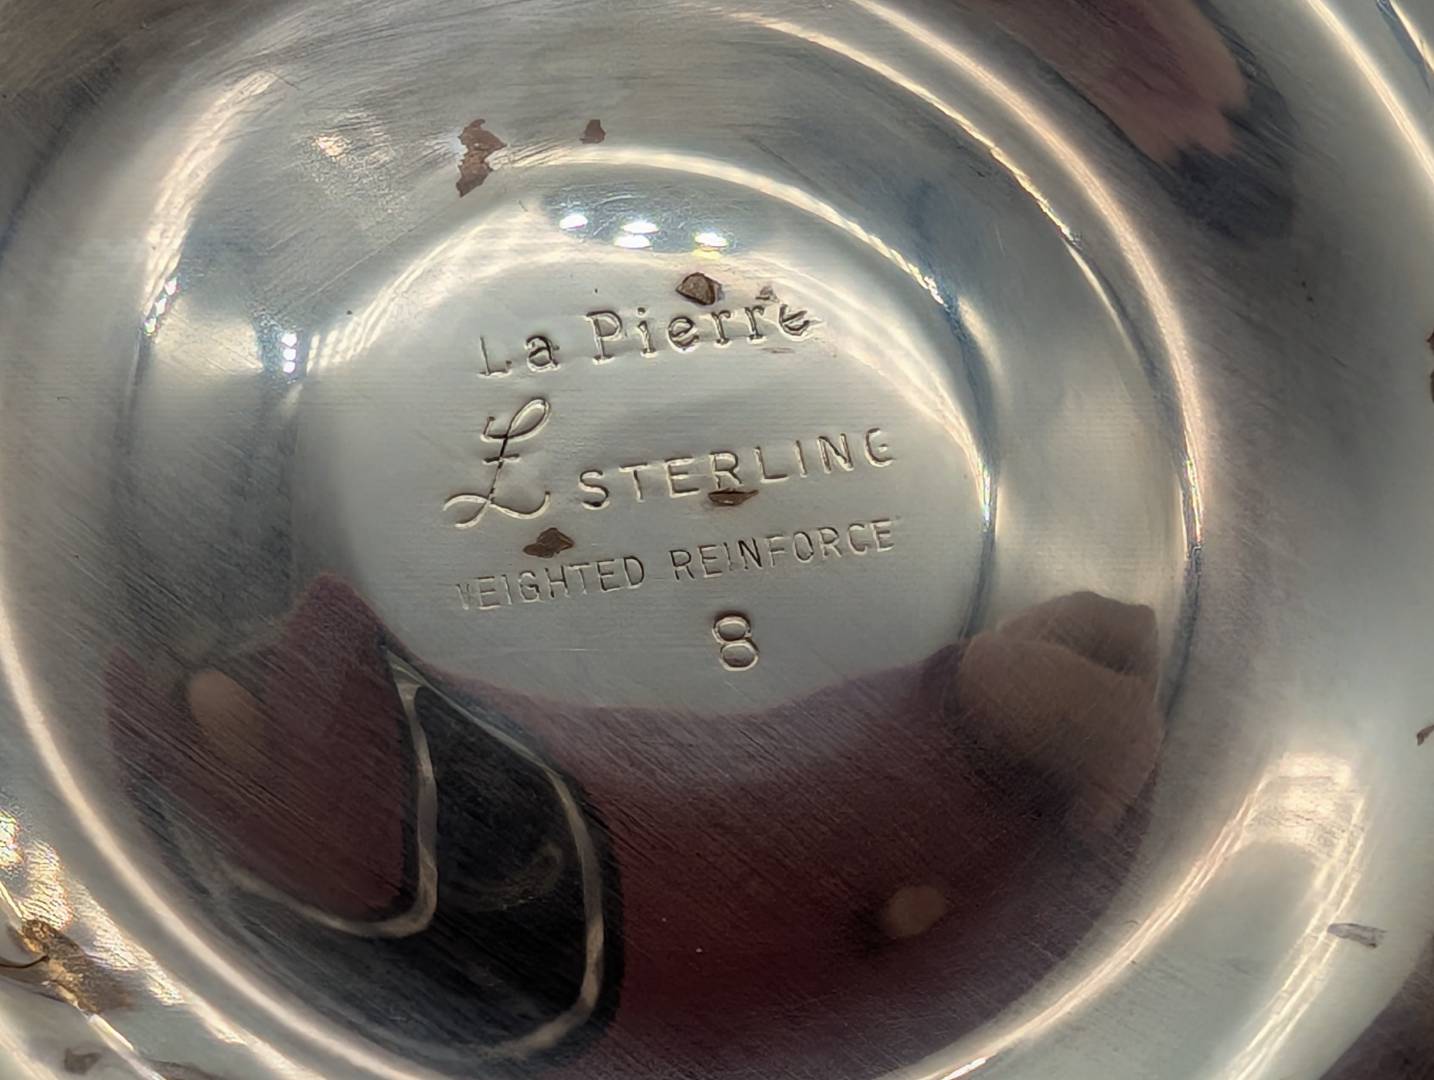 La Pierre
L STERLING
WEIGHTED REINFORCE
8